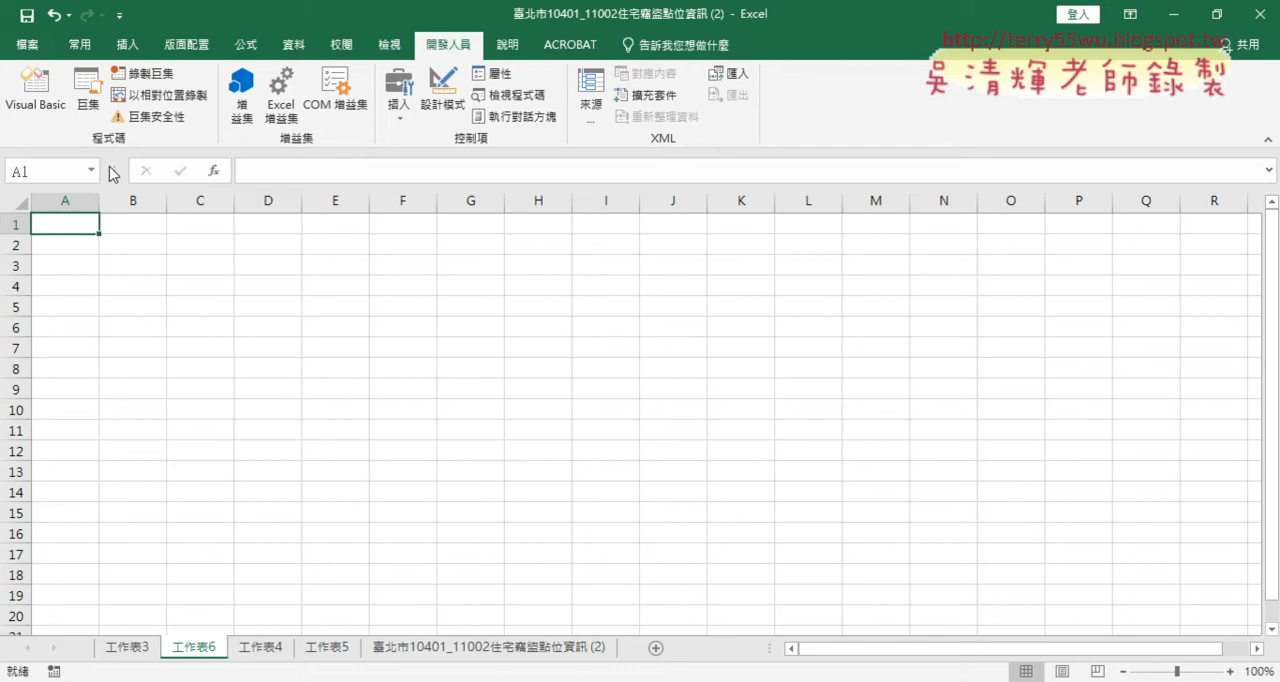 臺北市10401_11002住宅竊盜點位資訊 (2) - Excel
登入
檔案 常用 插入 版面配置 公式 資料 校閱 檢視 開發人員 說明 ACROBAT 告訴我您想做什麼 共用
http://terry55wu.blogspot.tw
吳清輝老師錄製
Visual Basic 巨集 錄製巨集 以相對位置錄製 巨集安全性
增益集 Excel 增益集 COM 增益集
插入 設計模式 屬性 檢視程式碼 執行對話方塊
來源... 對應內容 擴充套件 重新整理資料 匯入 匯出
程式碼 增益集 控制項 XML
A1 fx
A B C D E F G H I J K L M N O P Q R
1
2
3
4
5
6
7
8
9
10
11
12
13
14
15
16
17
18
19
20
工作表3 工作表6 工作表4 工作表5 臺北市10401_11002住宅竊盜點位資訊 (2)
就緒 100%